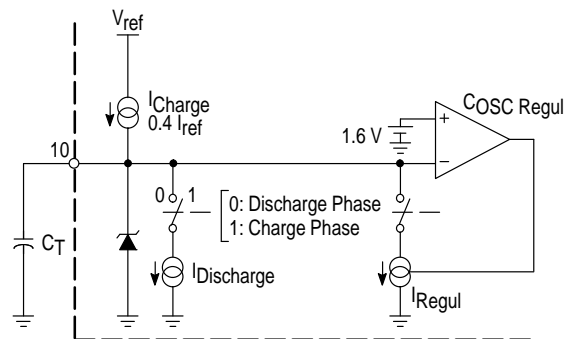 Vref
ICharge
0.4 Iref
COSC Regul
1.6 V
+
−
10
0 1
0: Discharge Phase
1: Charge Phase
CT
IDischarge
IRegul